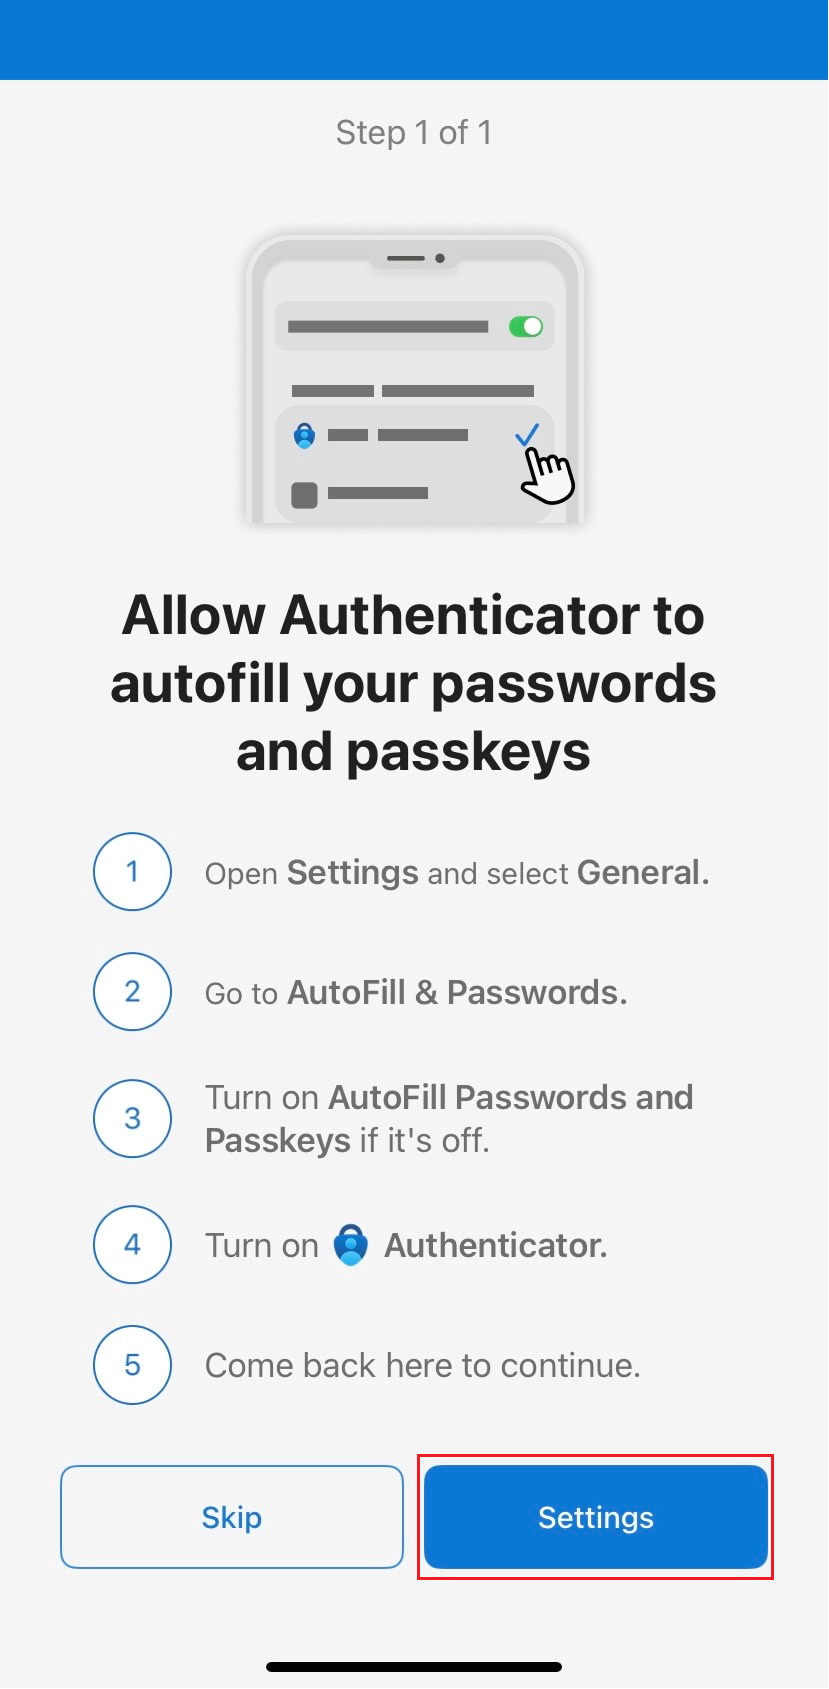 Step 1 of 1
Allow Authenticator to
autofill your passwords
and passkeys
1 Open Settings and select General.
2 Go to AutoFill & Passwords.
3 Turn on AutoFill Passwords and
Passkeys if it's off.
4 Turn on Authenticator.
5 Come back here to continue.
Skip Settings